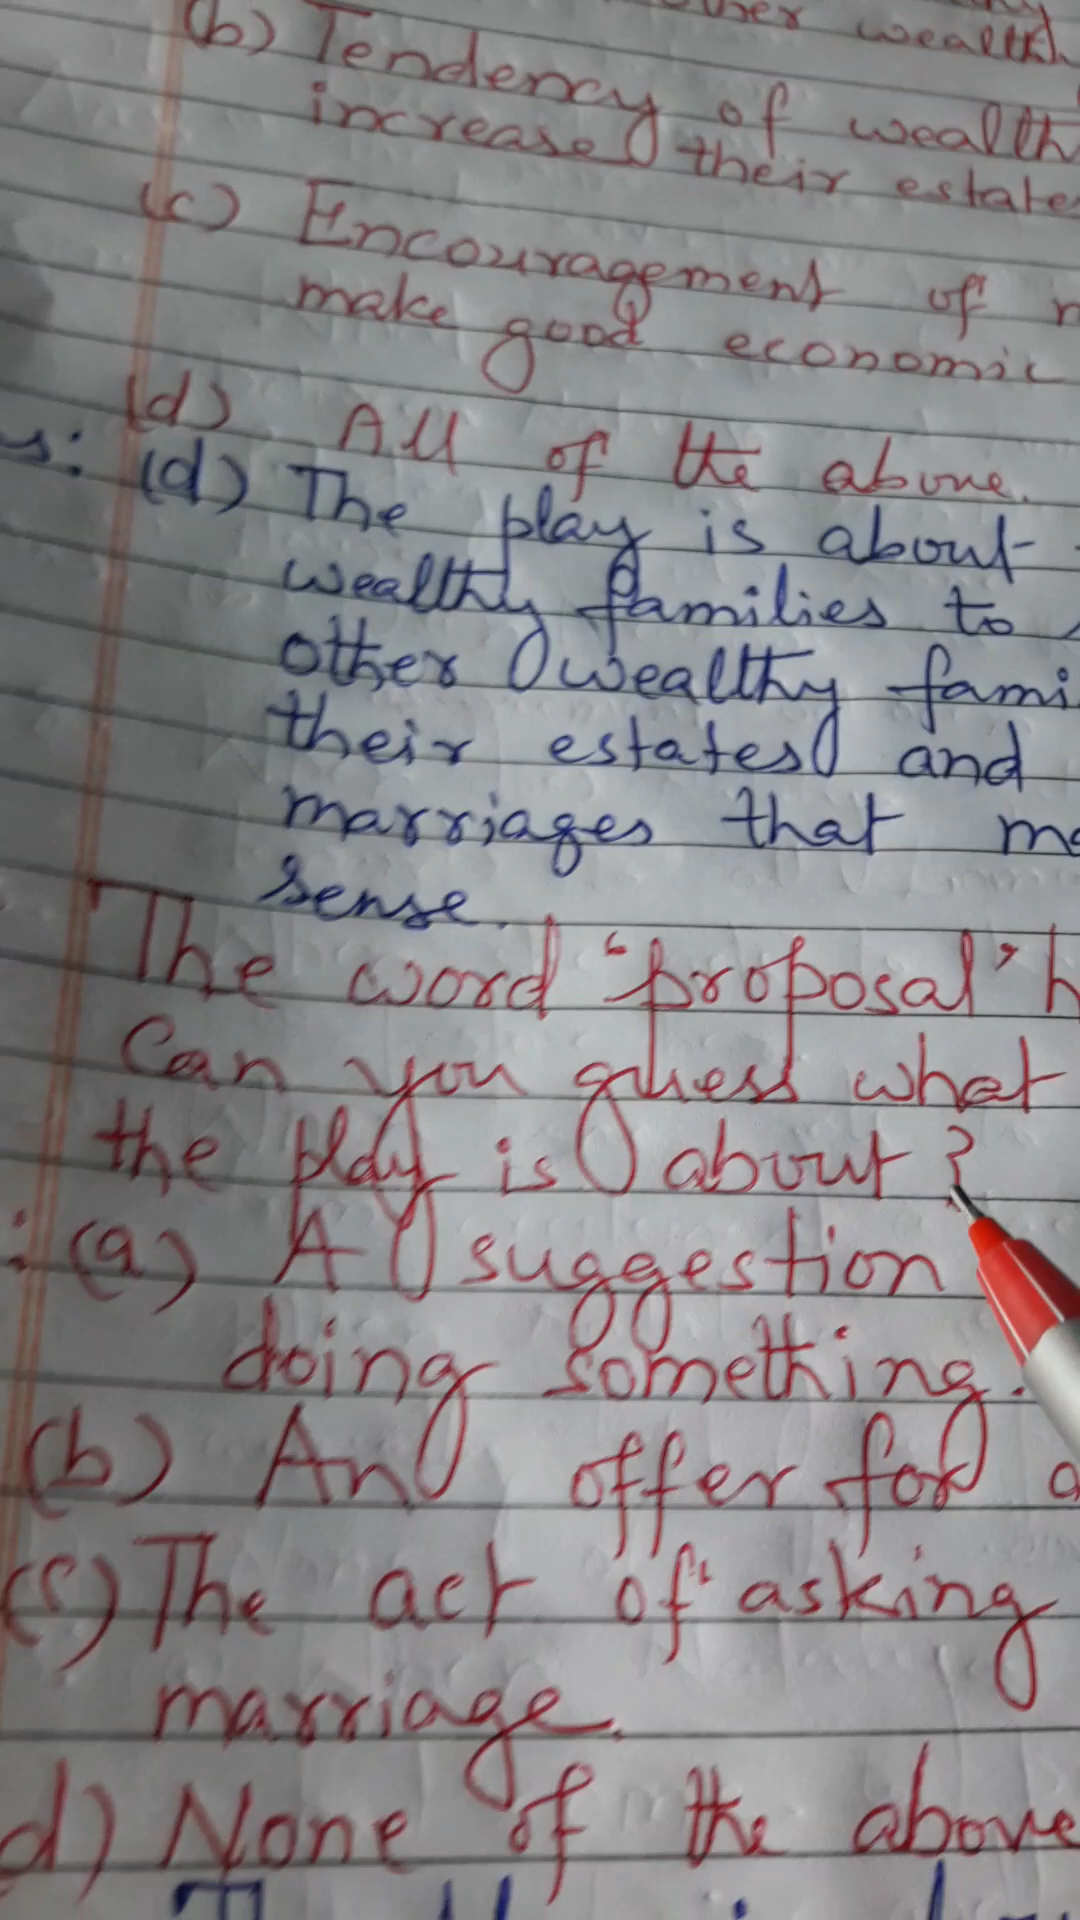 wealth
(b) Tendency of wealth
increase their estate
(c) Encouragement of
make good economic
(d) All of the above.
s: (d) The play is about
wealthy families to
other wealthy fami
their estates and
marriages that
sense.
The word 'proposal' h
Can you guess what
the play is about?
: (a) A suggestion
doing something.
(b) An offer for a
(c) The act of asking
marriage.
d) None of the above